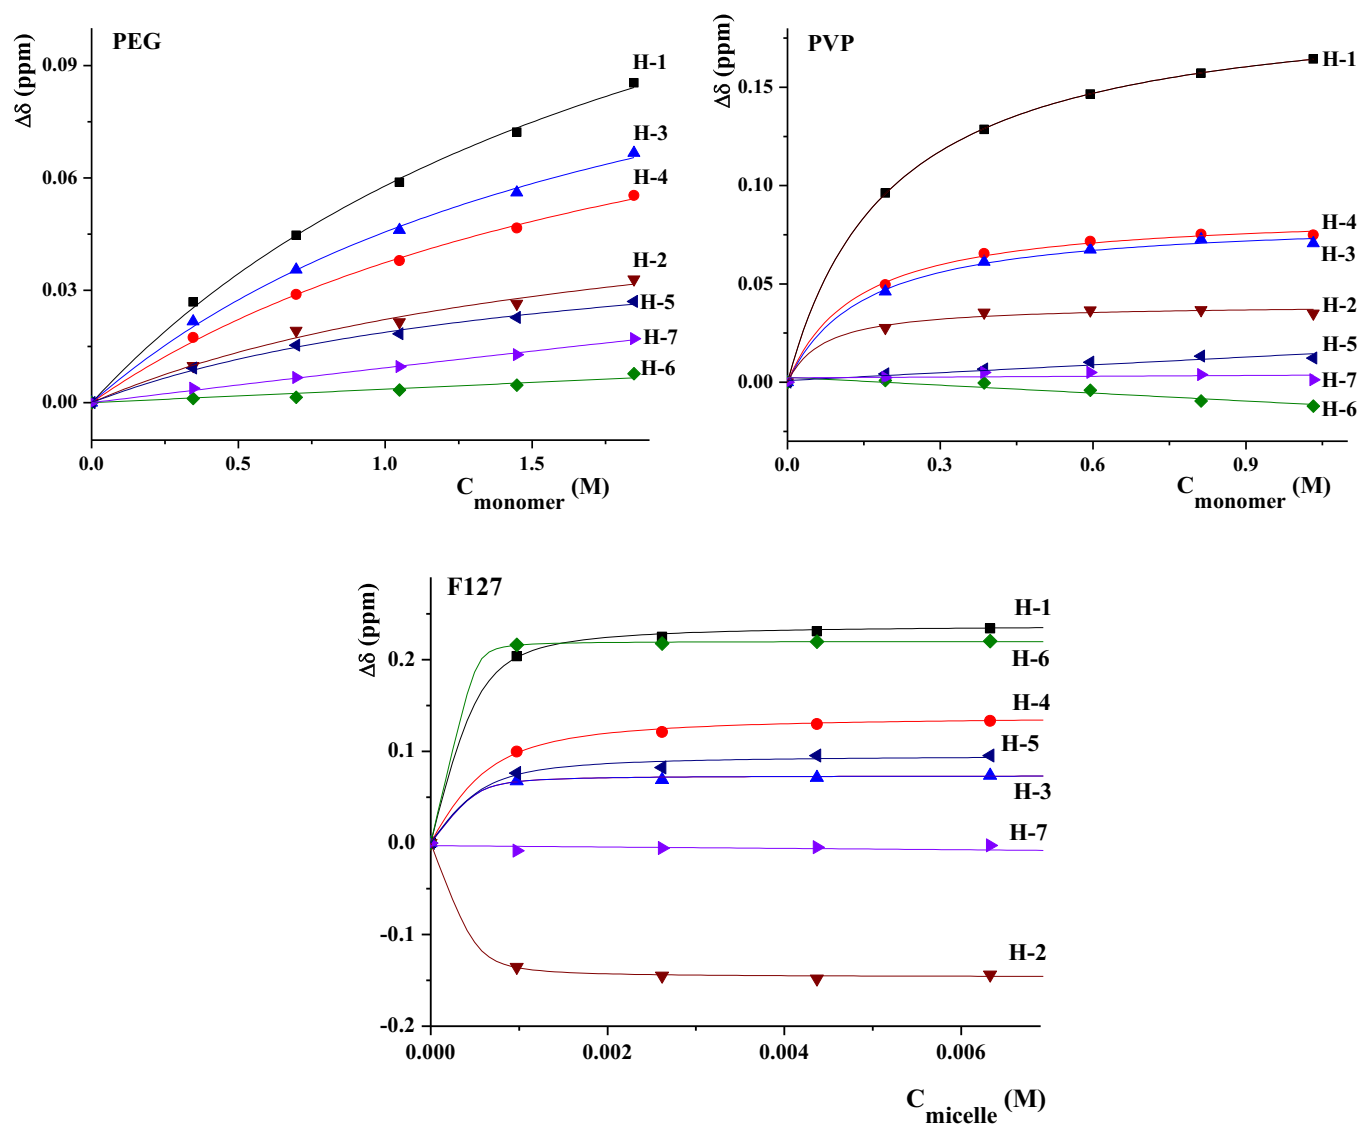 PEG
Δδ (ppm)
0.09
0.06
0.03
0.00
H-1
H-3
H-4
H-2
H-5
H-7
H-6
0.0 0.5 1.0 1.5
C monomer (M)
PVP
Δδ (ppm)
0.15
0.10
0.05
0.00
H-1
H-4
H-3
H-2
H-5
H-7
H-6
0.0 0.3 0.6 0.9
C monomer (M)
F127
Δδ (ppm)
0.2
0.1
0.0
-0.1
-0.2
H-1
H-6
H-4
H-5
H-3
H-7
H-2
0.000 0.002 0.004 0.006
C micelle (M)